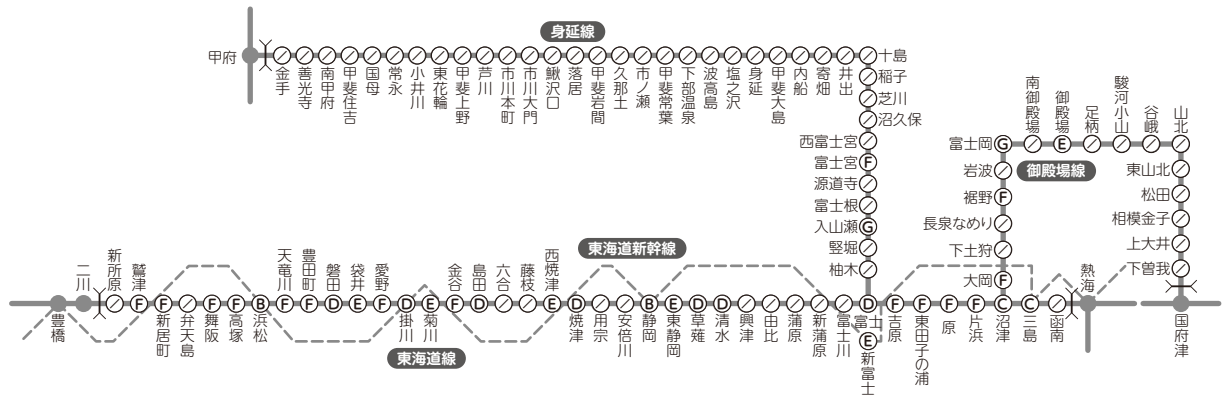 身延線
甲府
金手
善光寺
南甲府
甲斐住吉
国母
常永
小井川
東花輪
甲斐上野
芦川
市川本町
市川大門
鰍沢口
落居
甲斐岩間
久那土
市ノ瀬
甲斐常葉
下部温泉
波高島
塩之沢
身延
甲斐大島
内船
寄畑
井出
十島
稲子
芝川
沼久保
西富士宮
富士宮 F
源道寺
富士根
入山瀬 G
竪堀
柚木
御殿場線
富士岡 G
南御殿場
御殿場 E
足柄
駿河小山
谷峨
山北
東山北
松田
相模金子
上大井
下曽我
国府津
岩波
裾野 F
長泉なめり
下土狩
大岡 F
東海道新幹線
東海道線
豊橋
二川
新所原
鷲津 F
新居町 F
弁天島
舞阪 F
高塚 F
浜松 B
天竜川 F
豊田町 F
磐田 D
袋井 E
愛野 F
掛川 D
菊川 E
金谷 F
島田 D
六合
藤枝
西焼津 E
焼津 D
用宗
安倍川
静岡 B
東静岡 E
草薙 D
清水 D
興津
由比
蒲原
新蒲原
富士川
富士 D
新富士 E
吉原 F
東田子の浦 F
原 F
片浜 F
沼津 C
三島 C
函南
熱海